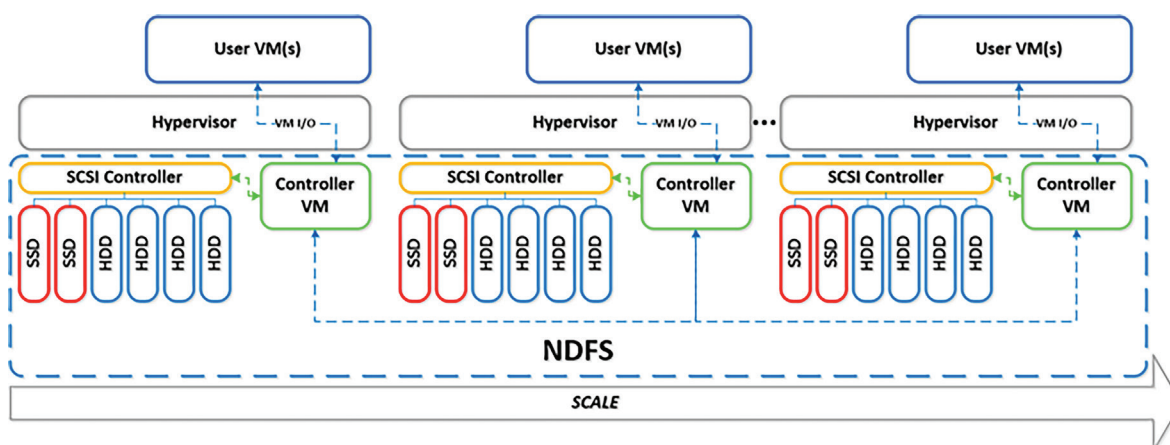 User VM(s)
User VM(s)
User VM(s)
Hypervisor
VM I/O
Hypervisor
VM I/O
...
Hypervisor
VM I/O
SCSI Controller
Controller
VM
SCSI Controller
Controller
VM
SCSI Controller
Controller
VM
SSD
SSD
HDD
HDD
HDD
HDD
SSD
SSD
HDD
HDD
HDD
HDD
SSD
SSD
HDD
HDD
HDD
HDD
NDFS
SCALE